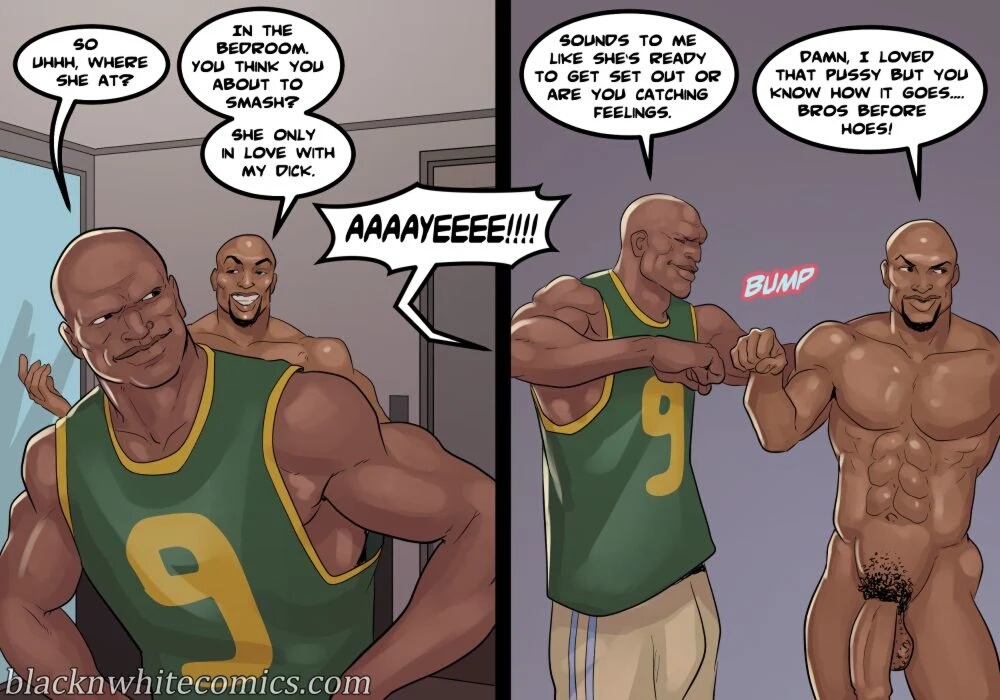 SO
UHHH, WHERE
SHE AT?
IN THE
BEDROOM.
YOU THINK YOU
ABOUT TO
SMASH?
SHE ONLY
IN LOVE WITH
MY DICK.
AAAAYEEEE!!!!
9
SOUNDS TO ME
LIKE SHE'S READY
TO GET SET OUT OR
ARE YOU CATCHING
FEELINGS.
DAMN, I LOVED
THAT PUSSY BUT YOU
KNOW HOW IT GOES....
BROS BEFORE
HOES!
BUMP
9
blacknwhitecomics.com